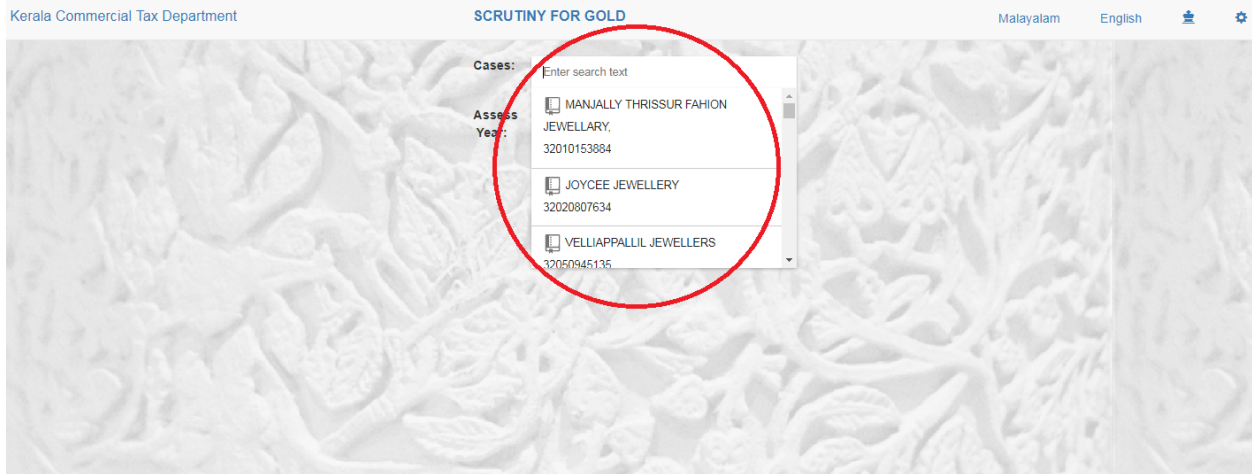 Kerala Commercial Tax Department
SCRUTINY FOR GOLD
Malayalam
English
Cases:
Enter search text
MANJALLY THRISSUR FAHION
JEWELLARY,
32010153884
Assess
Year:
JOYCEE JEWELLERY
32020807634
VELLIAPPALLIL JEWELLERS
32050945135